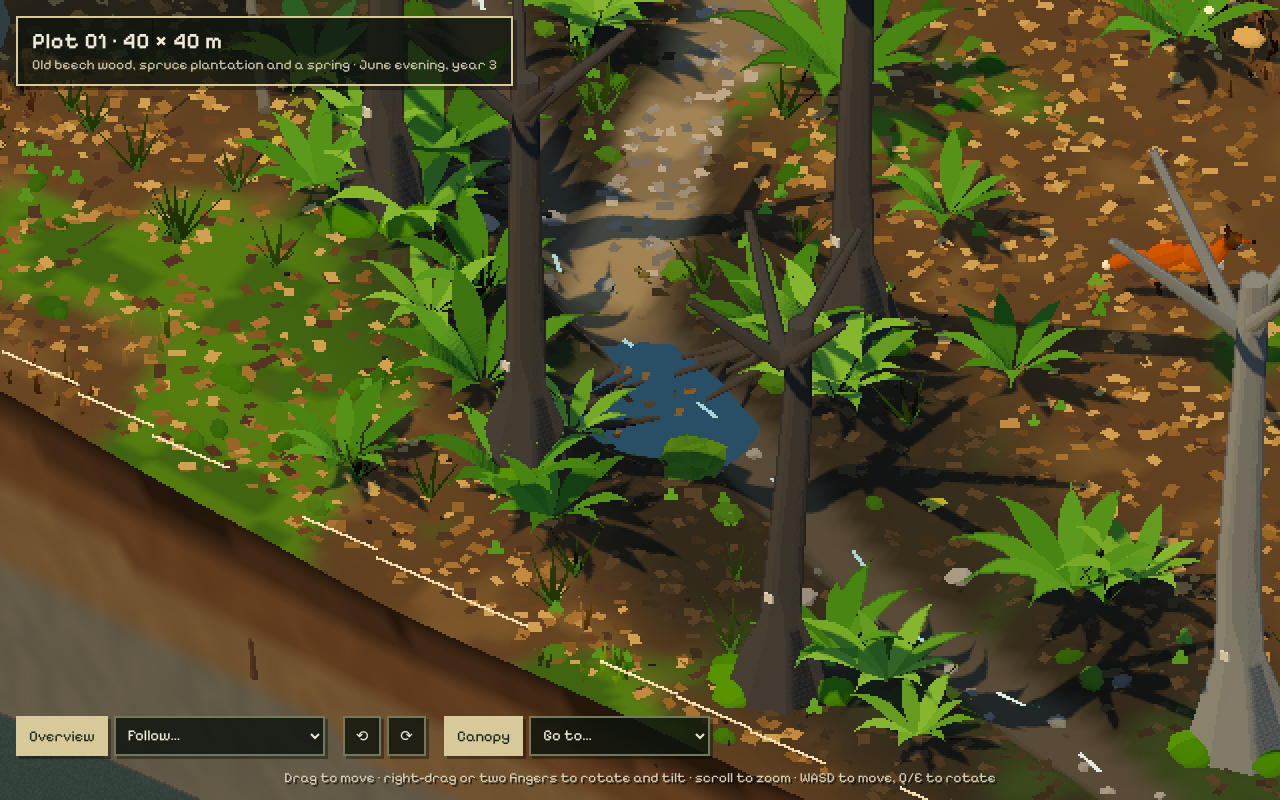 Plot 01 · 40 × 40 m
Old beech wood, spruce plantation and a spring · June evening, year 3
Overview
Follow...
⟲
⟳
Canopy
Go to...
Drag to move · right-drag or two fingers to rotate and tilt · scroll to zoom · WASD to move, Q/E to rotate